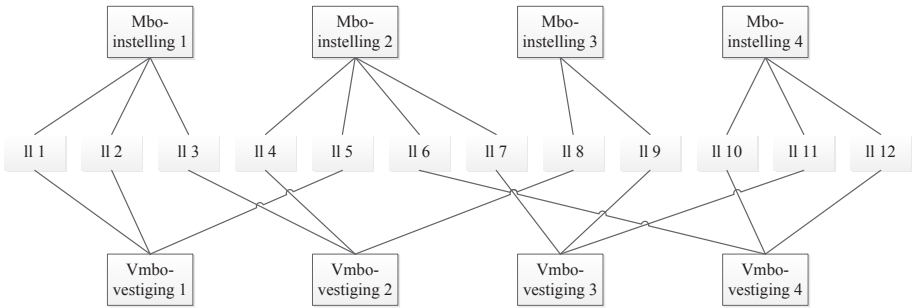 Mbo-
instelling 1
Mbo-
instelling 2
Mbo-
instelling 3
Mbo-
instelling 4
ll 1
ll 2
ll 3
ll 4
ll 5
ll 6
ll 7
ll 8
ll 9
ll 10
ll 11
ll 12
Vmbo-
vestiging 1
Vmbo-
vestiging 2
Vmbo-
vestiging 3
Vmbo-
vestiging 4